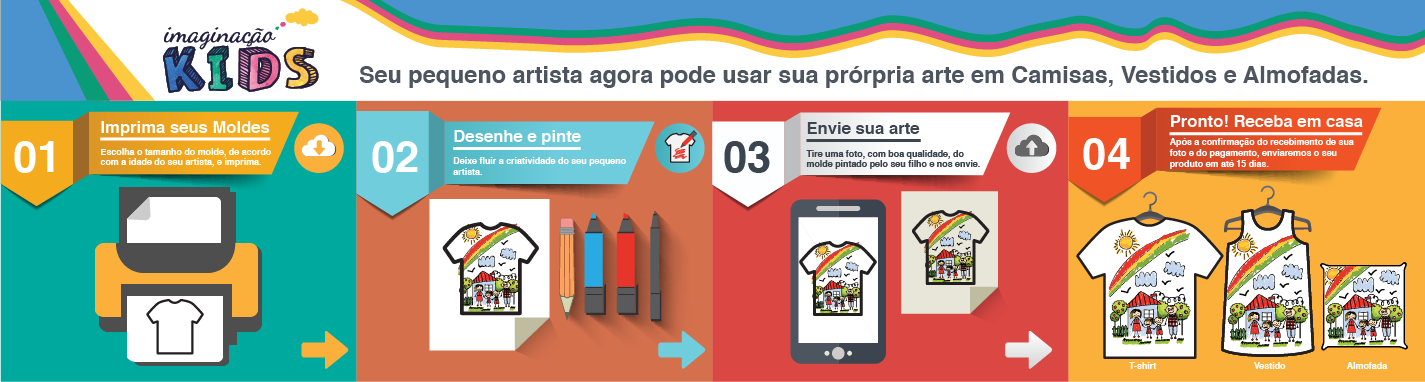 imaginação
KIDS
Seu pequeno artista agora pode usar sua prórpria arte em Camisas, Vestidos e Almofadas.
01
Imprima seus Moldes
Escolha o tamanho do molde, de acordo
com a idade do seu artista, e imprima.
02
Desenhe e pinte
Deixe fluir a criatividade do seu pequeno
artista.
03
Envie sua arte
Tire uma foto, com boa qualidade, do
molde pintado pelo seu filho e nos envie.
04
Pronto! Receba em casa
Após a confirmação do recebimento de sua
foto e do pagamento, enviaremos o seu
produto em até 15 dias.
T-shirt
Vestido
Almofada